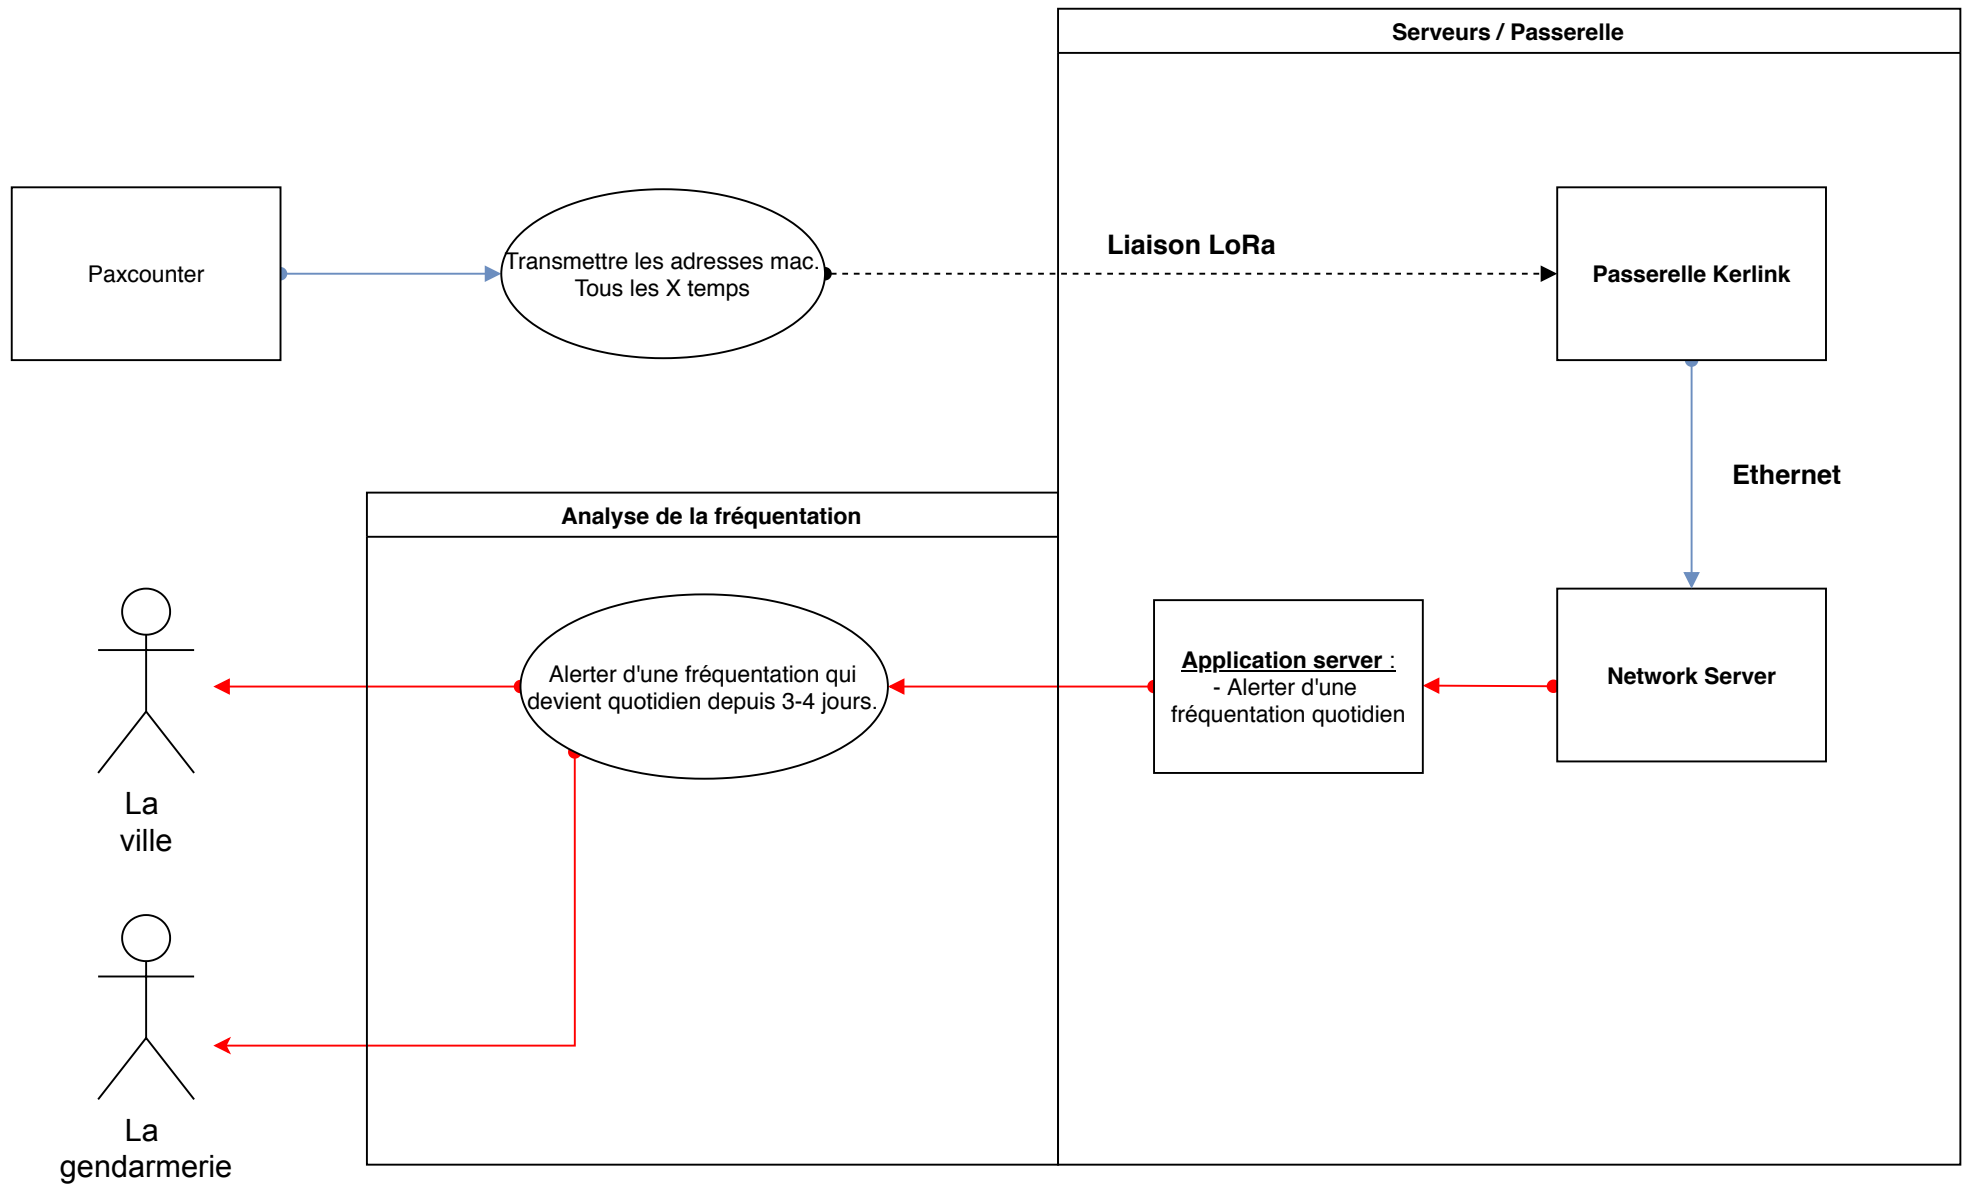 Serveurs / Passerelle
Paxcounter
Transmettre les adresses mac.
Tous les X temps
Liaison LoRa
Passerelle Kerlink
Ethernet
Analyse de la fréquentation
Alerter d'une fréquentation qui
devient quotidien depuis 3-4 jours.
Application server :
- Alerter d'une
fréquentation quotidien
Network Server
La
ville
La
gendarmerie